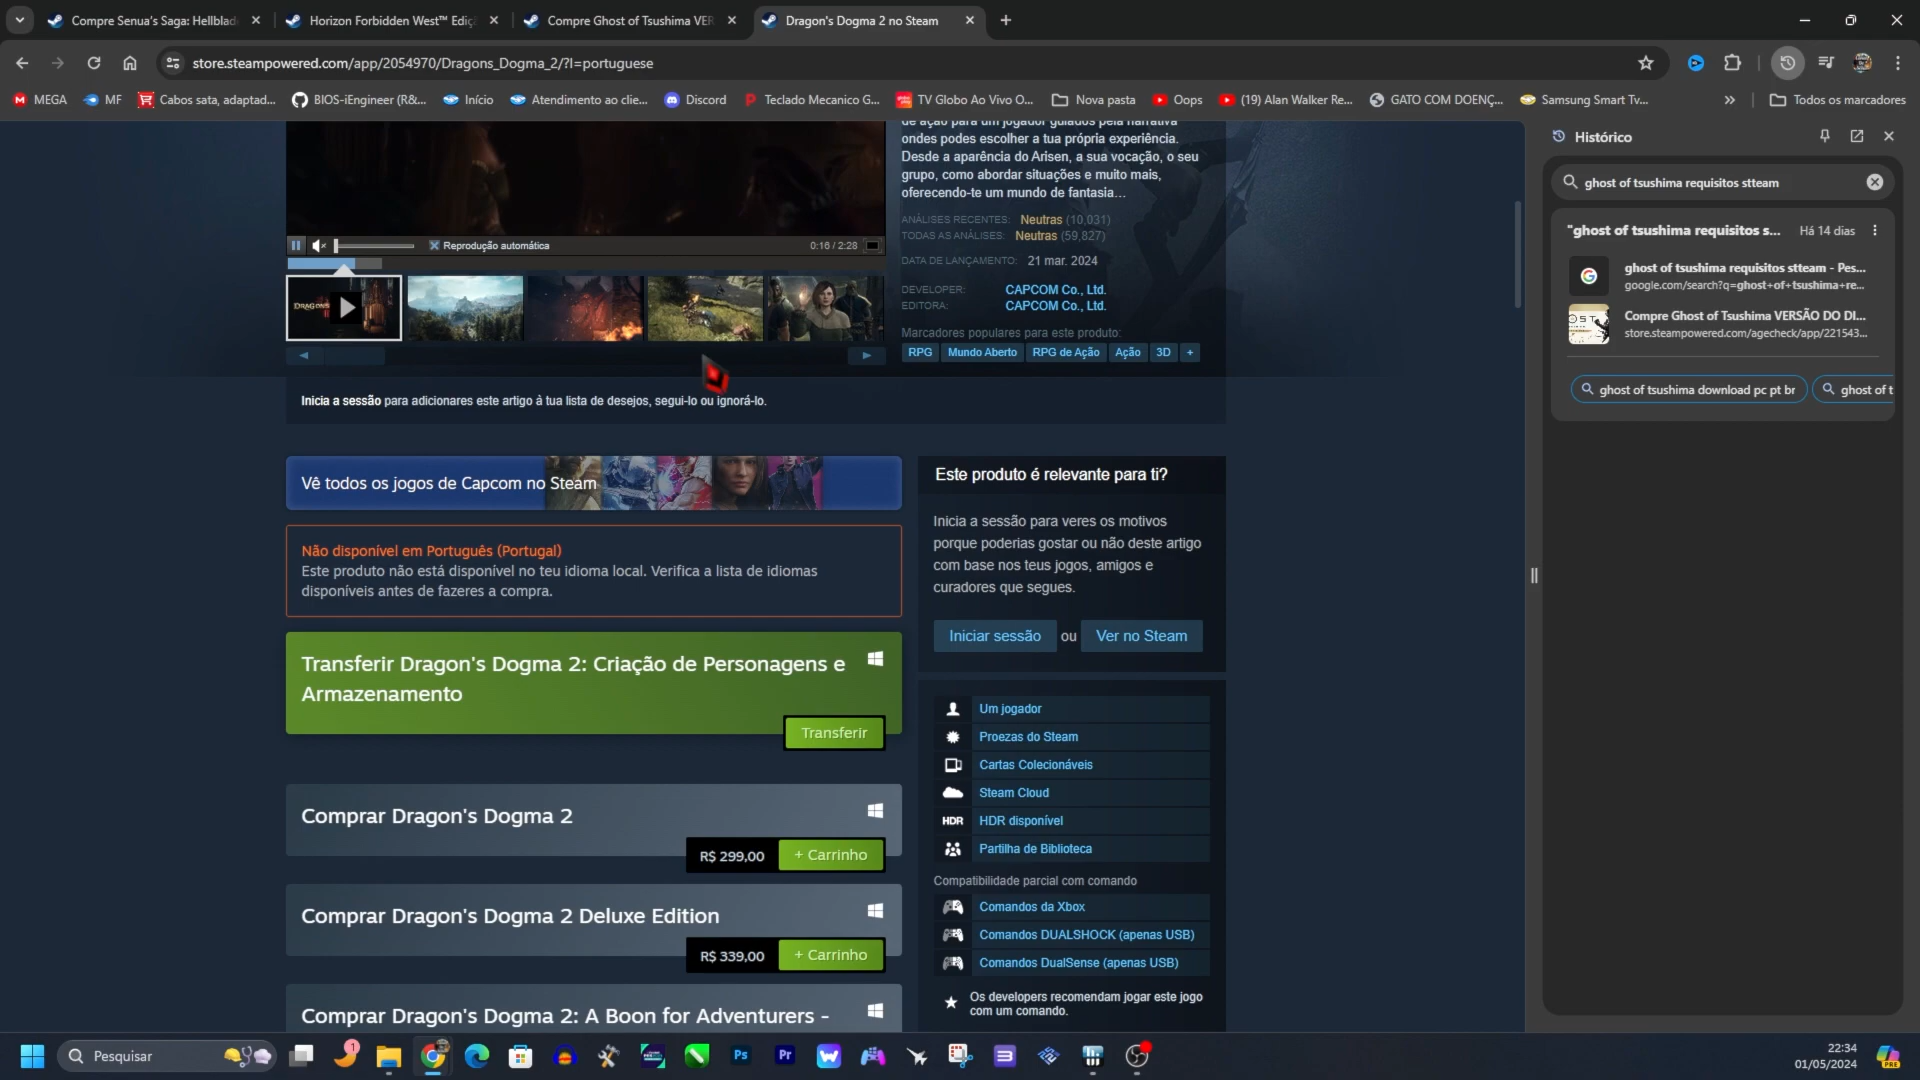 Compre Senua's Saga: Hellblad
Horizon Forbidden West™ Ediç
Compre Ghost of Tsushima VER
Dragon's Dogma 2 no Steam
store.steampowered.com/app/2054970/Dragons_Dogma_2/?l=portuguese
MEGA
MF
Cabos sata, adaptad...
BIOS-iEngineer (R&...
Início
Atendimento ao clie...
Discord
Teclado Mecanico G...
TV Globo Ao Vivo O...
Nova pasta
Oops
(19) Alan Walker Re...
GATO COM DOENÇ...
Samsung Smart Tv...
»
Todos os marcadores
de ação para um jogador guiados pela narrativa
ondes podes escolher a tua própria experiência.
Desde a aparência do Arisen, a sua vocação, o seu
grupo, como abordar situações e muito mais,
oferecendo-te um mundo de fantasia…
ANÁLISES RECENTES: Neutras (10,031)
TODAS AS ANÁLISES: Neutras (59,827)
DATA DE LANÇAMENTO: 21 mar. 2024
DEVELOPER: CAPCOM Co., Ltd.
EDITORA: CAPCOM Co., Ltd.
Marcadores populares para este produto:
RPG
Mundo Aberto
RPG de Ação
Ação
3D
+
Reprodução automática
0:16 / 2:28
Inicia a sessão para adicionares este artigo à tua lista de desejos, segui-lo ou ignorá-lo.
Vê todos os jogos de Capcom no Steam
Não disponível em Português (Portugal)
Este produto não está disponível no teu idioma local. Verifica a lista de idiomas
disponíveis antes de fazeres a compra.
Transferir Dragon's Dogma 2: Criação de Personagens e
Armazenamento
Transferir
Comprar Dragon's Dogma 2
R$ 299,00
+ Carrinho
Comprar Dragon's Dogma 2 Deluxe Edition
R$ 339,00
+ Carrinho
Comprar Dragon's Dogma 2: A Boon for Adventurers -
Este produto é relevante para ti?
Inicia a sessão para veres os motivos
porque poderias gostar ou não deste artigo
com base nos teus jogos, amigos e
curadores que segues.
Iniciar sessão
ou
Ver no Steam
Um jogador
Proezas do Steam
Cartas Colecionáveis
Steam Cloud
HDR
HDR disponível
Partilha de Biblioteca
Compatibilidade parcial com comando
Comandos da Xbox
Comandos DUALSHOCK (apenas USB)
Comandos DualSense (apenas USB)
Os developers recomendam jogar este jogo
com um comando.
Histórico
ghost of tsushima requisitos stteam
"ghost of tsushima requisitos s...
Há 14 dias
ghost of tsushima requisitos stteam - Pes...
google.com/search?q=ghost+of+tsushima+re...
Compre Ghost of Tsushima VERSÃO DO DI...
store.steampowered.com/agecheck/app/221543...
ghost of tsushima download pc pt br
ghost of t
Pesquisar
1
Ps
Pr
22:34
01/05/2024
PRE